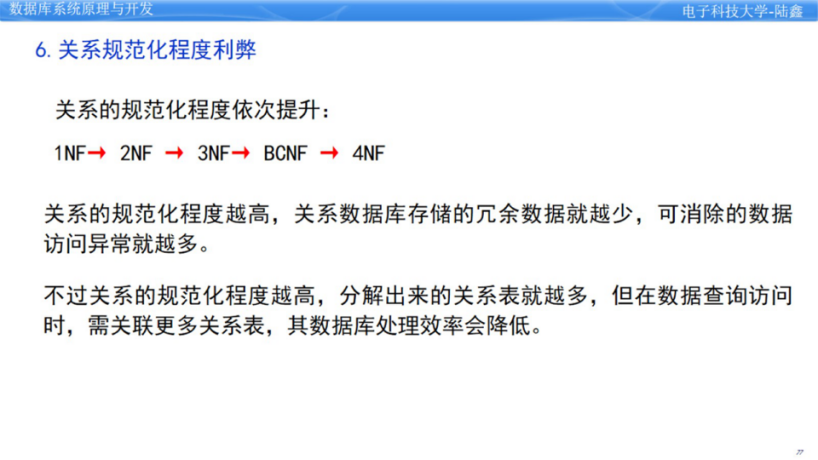 数据库系统原理与开发
电子科技大学-陆鑫
6. 关系规范化程度利弊
关系的规范化程度依次提升：
1NF→ 2NF → 3NF→ BCNF → 4NF
关系的规范化程度越高，关系数据库存储的冗余数据就越少，可消除的数据
访问异常就越多。
不过关系的规范化程度越高，分解出来的关系表就越多，但在数据查询访问
时，需关联更多关系表，其数据库处理效率会降低。